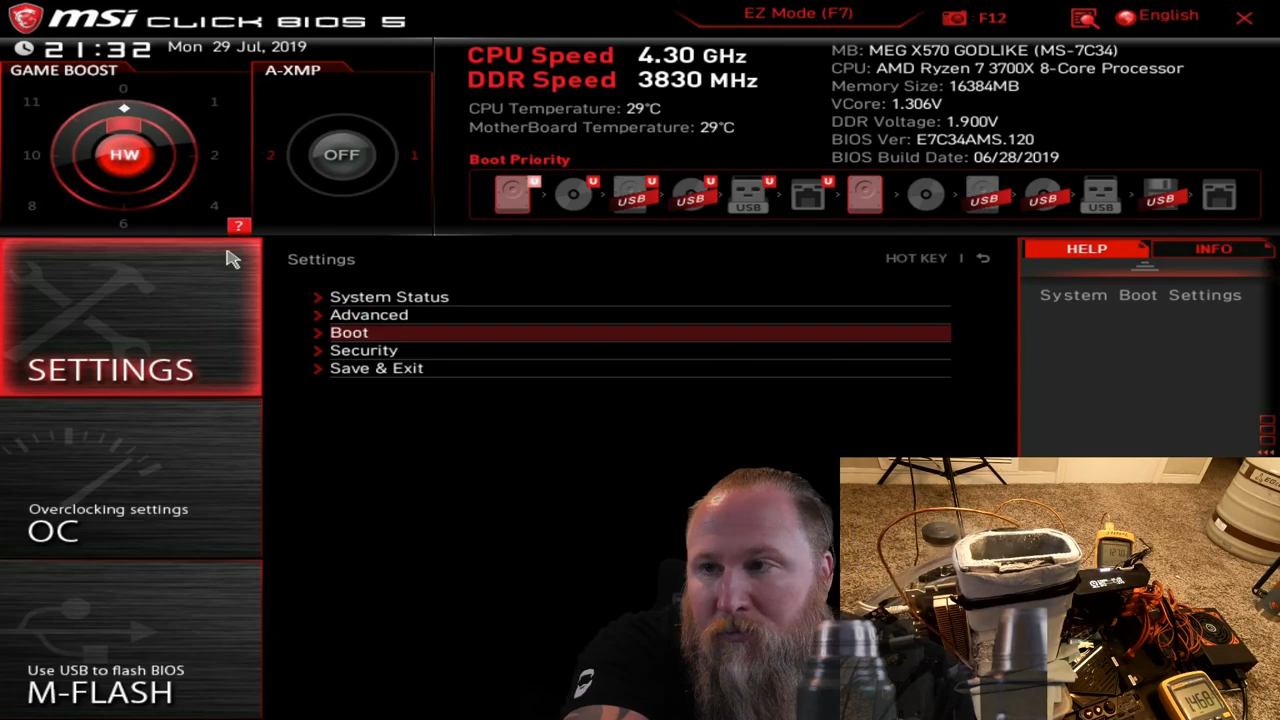 msi CLICK BIOS 5
EZ Mode (F7)
F12
English
21:32 Mon 29 Jul, 2019
GAME BOOST
A-XMP
0
11
1
10
HW
2
8
4
6
2
OFF
1
?
CPU Speed 4.30 GHz
DDR Speed 3830 MHz
CPU Temperature: 29°C
MotherBoard Temperature: 29°C
MB: MEG X570 GODLIKE (MS-7C34)
CPU: AMD Ryzen 7 3700X 8-Core Processor
Memory Size: 16384MB
VCore: 1.306V
DDR Voltage: 1.900V
BIOS Ver: E7C34AMS.120
BIOS Build Date: 06/28/2019
Boot Priority
U U U U U U
USB USB USB USB USB USB USB
SETTINGS
Overclocking settings
OC
Use USB to flash BIOS
M-FLASH
Settings
HOT KEY
System Status
Advanced
Boot
Security
Save & Exit
HELP
INFO
System Boot Settings